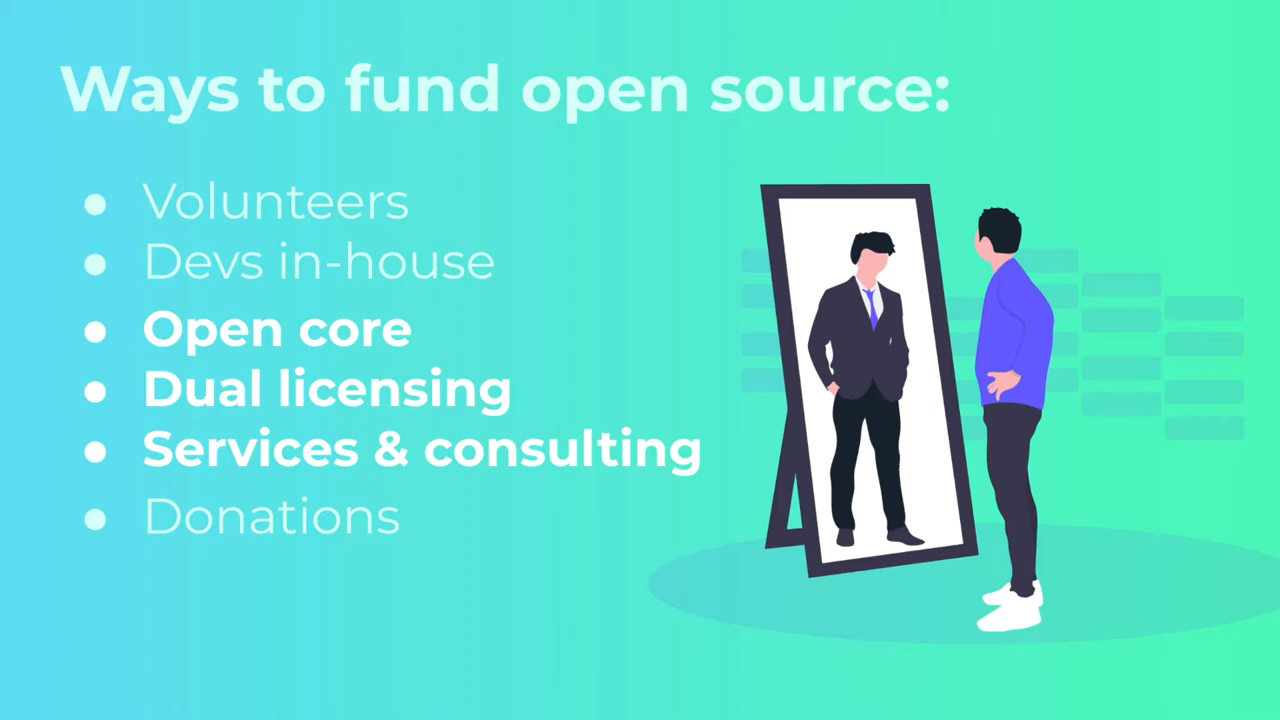 Ways to fund open source:
● Volunteers
● Devs in-house
● Open core
● Dual licensing
● Services & consulting
● Donations